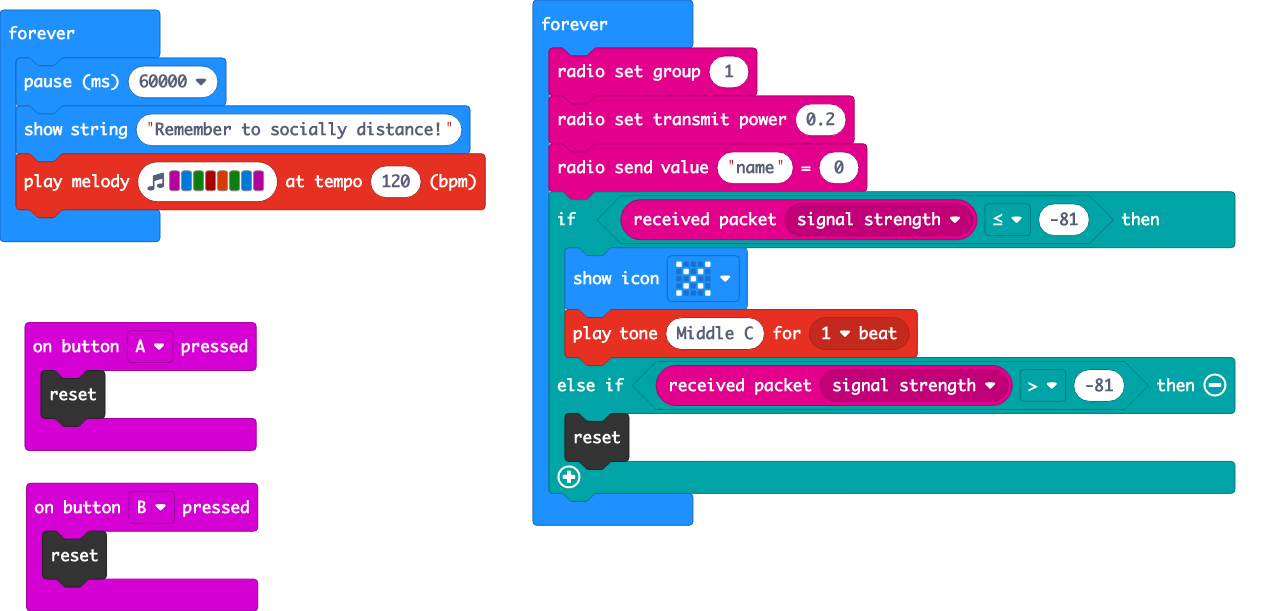 forever
pause (ms) 60000
show string "Remember to socially distance!"
play melody at tempo 120 (bpm)
on button A pressed
reset
on button B pressed
reset
forever
radio set group 1
radio set transmit power 0.2
radio send value "name" = 0
if received packet signal strength ≤ -81 then
show icon
play tone Middle C for 1 beat
else if received packet signal strength > -81 then
reset